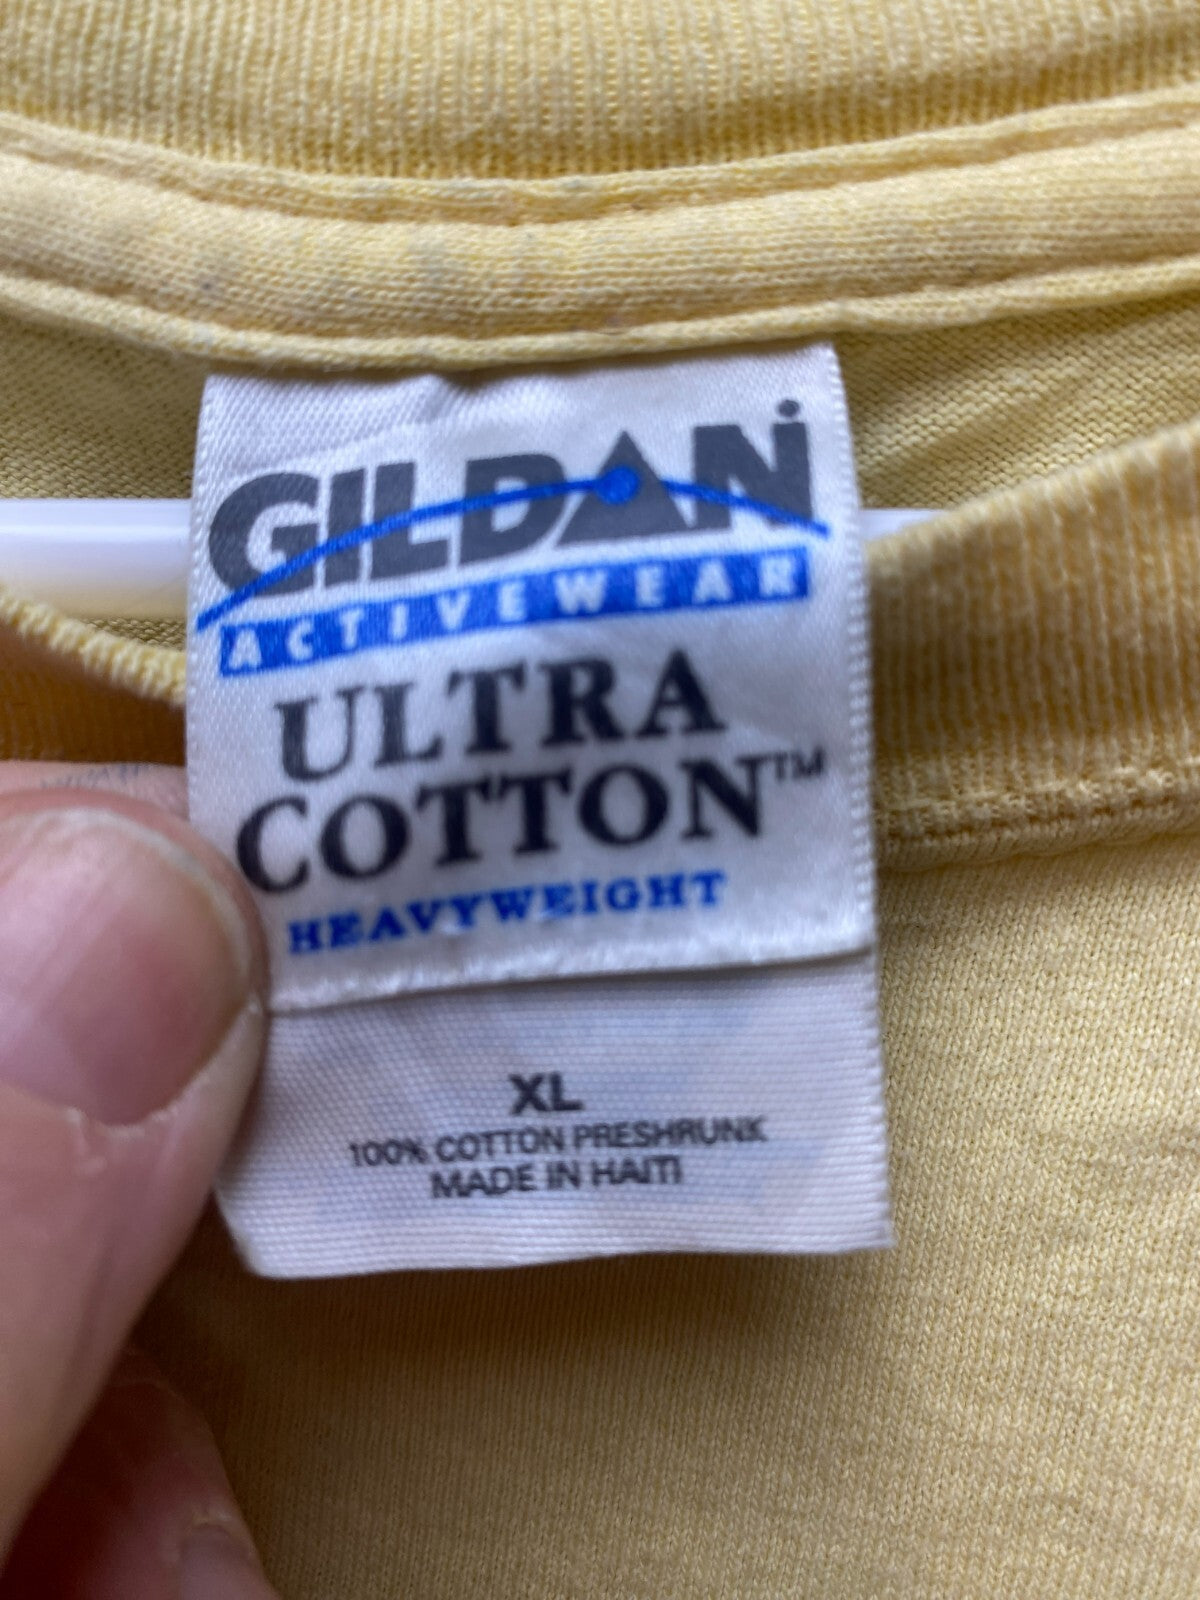 GILDAN
ACTIVEWEAR
ULTRA
COTTON™
HEAVYWEIGHT
XL
100% COTTON PRESHRUNK
MADE IN HAITI